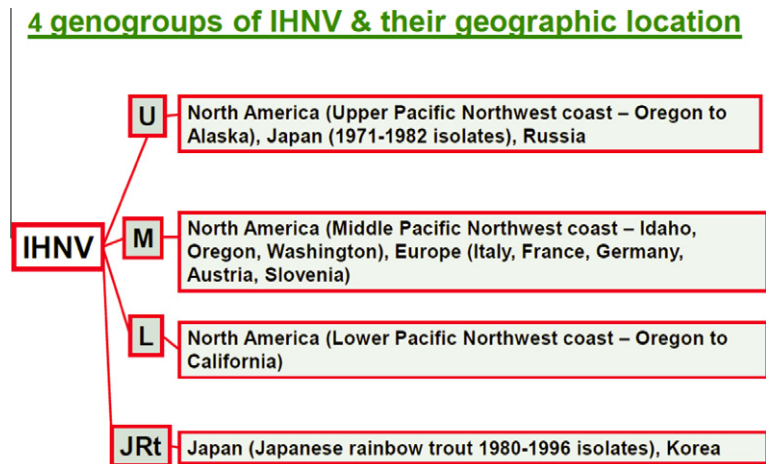 4 genogroups of IHNV & their geographic location
U
North America (Upper Pacific Northwest coast – Oregon to
Alaska), Japan (1971-1982 isolates), Russia
IHNV
M
North America (Middle Pacific Northwest coast – Idaho,
Oregon, Washington), Europe (Italy, France, Germany,
Austria, Slovenia)
L
North America (Lower Pacific Northwest coast – Oregon to
California)
JRt
Japan (Japanese rainbow trout 1980-1996 isolates), Korea